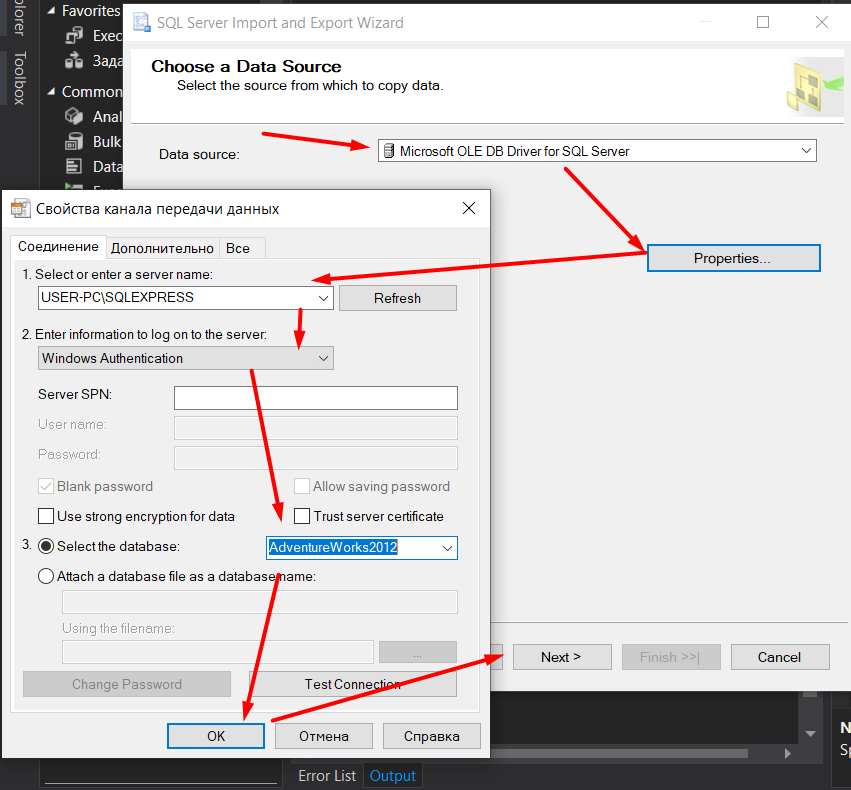 plorer
Toolbox
Favorites
Exec
Зада
Common
Anal
Bulk
Data
SQL Server Import and Export Wizard
Choose a Data Source
Select the source from which to copy data.
Data source:
Microsoft OLE DB Driver for SQL Server
Properties...
Свойства канала передачи данных
Соединение Дополнительно Все
1. Select or enter a server name:
USER-PC\SQLEXPRESS Refresh
2. Enter information to log on to the server:
Windows Authentication
Server SPN:
User name:
Password:
Blank password Allow saving password
Use strong encryption for data Trust server certificate
3. Select the database: AdventureWorks2012
Attach a database file as a database name:
Using the filename:
...
Change Password Test Connection
OK Отмена Справка
Next > Finish >>| Cancel
Error List Output
N
Sp